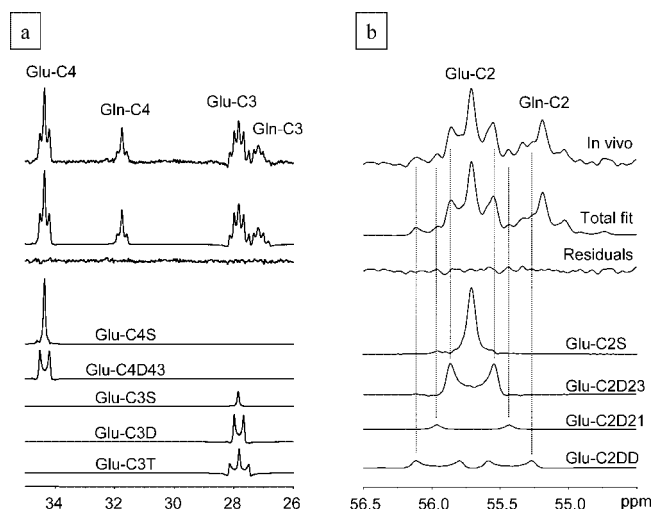 a
Glu-C4
Gln-C4
Glu-C3
Gln-C3
Glu-C4S
Glu-C4D43
Glu-C3S
Glu-C3D
Glu-C3T
34 32 30 28 26
b
Glu-C2
Gln-C2
In vivo
Total fit
Residuals
Glu-C2S
Glu-C2D23
Glu-C2D21
Glu-C2DD
56.5 56.0 55.5 55.0 ppm